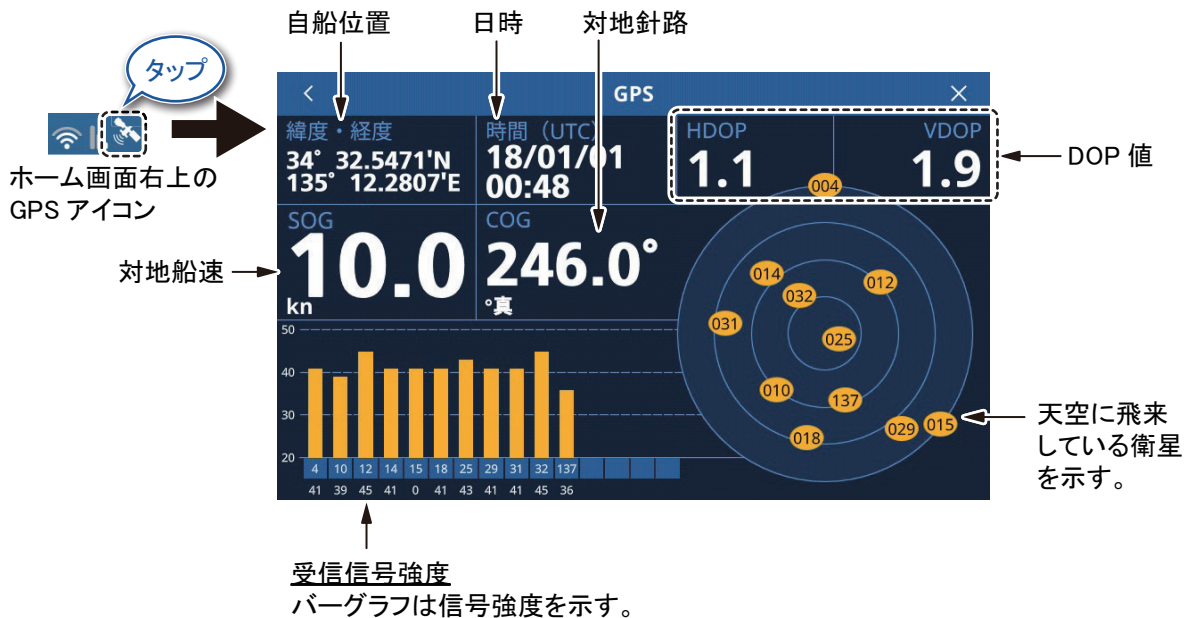 自船位置
日時
対地針路
タップ
ホーム画面右上の
GPS アイコン
GPS
緯度・経度
34° 32.5471'N
135° 12.2807'E
時間（UTC）
18/01/01
00:48
HDOP
1.1
VDOP
1.9
DOP 値
対地船速
SOG
10.0
kn
COG
246.0°
°真
50
40
30
20
4 10 12 14 15 18 25 29 31 32 137
41 39 45 41 0 41 43 41 41 45 36
004
014
012
032
031
025
010
137
018
029
015
天空に飛来
している衛星
を示す。
受信信号強度
バーグラフは信号強度を示す。